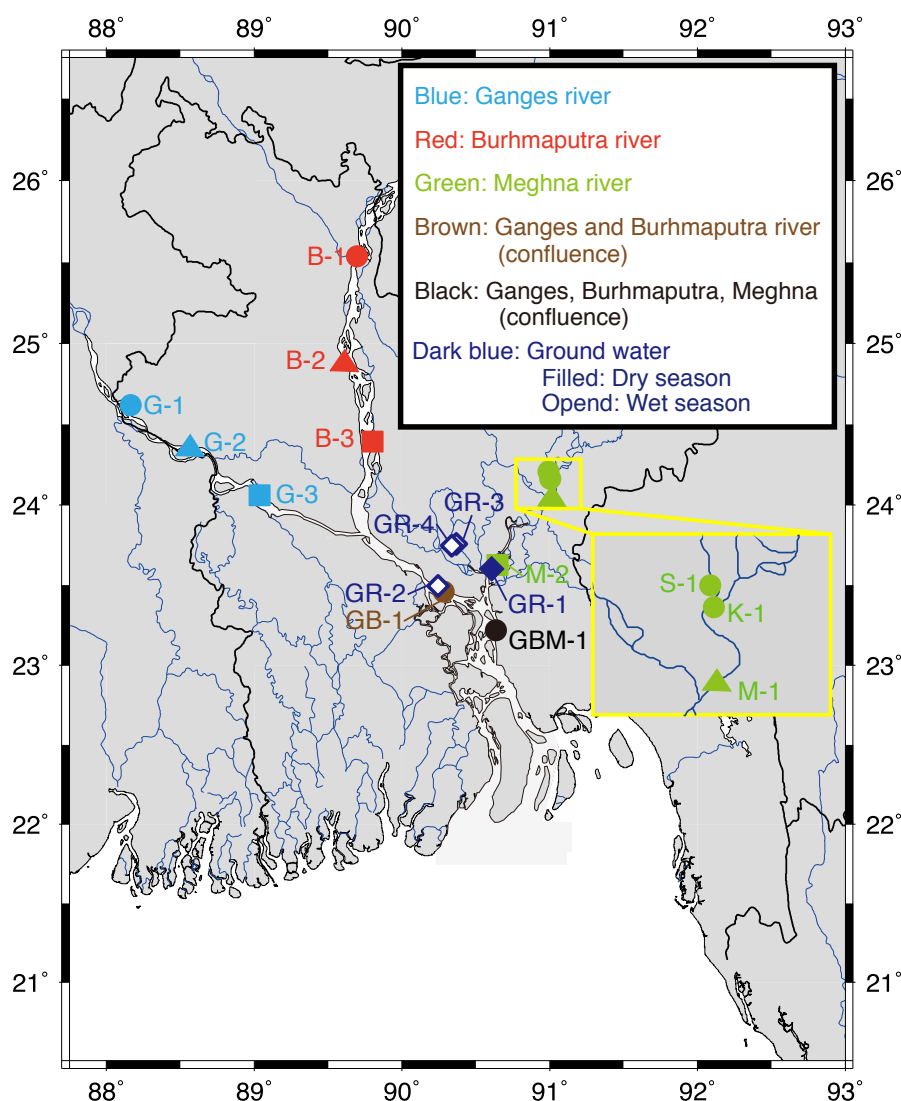 88° 89° 90° 91° 92° 93°
Blue: Ganges river
Red: Burhmaputra river
Green: Meghna river
Brown: Ganges and Burhmaputra river
(confluence)
Black: Ganges, Burhmaputra, Meghna
(confluence)
Dark blue: Ground water
Filled: Dry season
Opend: Wet season
26°
26°
B-1
25°
25°
B-2
G-1
B-3
G-2
G-3
24°
24°
GR-3
GR-4
M-2
GR-2
GR-1
GB-1
GBM-1
S-1
K-1
M-1
23°
23°
22°
22°
21°
21°
88° 89° 90° 91° 92° 93°